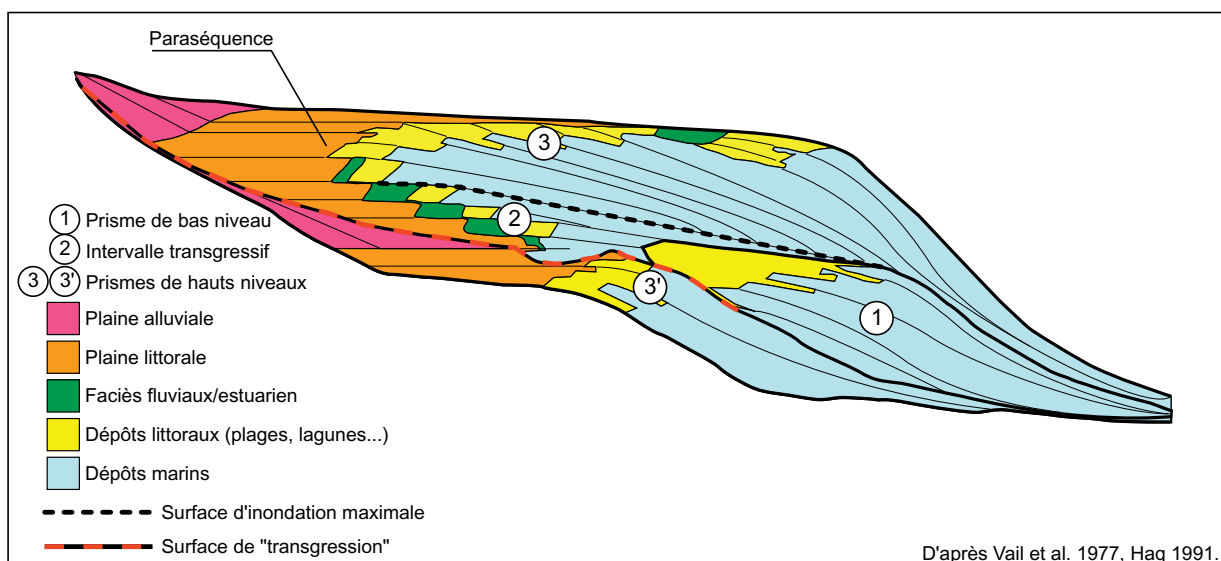 Paraséquence
3
2
3'
1
1 Prisme de bas niveau
2 Intervalle transgressif
3 3' Prismes de hauts niveaux
Plaine alluviale
Plaine littorale
Faciès fluviaux/estuarien
Dépôts littoraux (plages, lagunes...)
Dépôts marins
Surface d'inondation maximale
Surface de "transgression"
D'après Vail et al. 1977, Haq 1991.